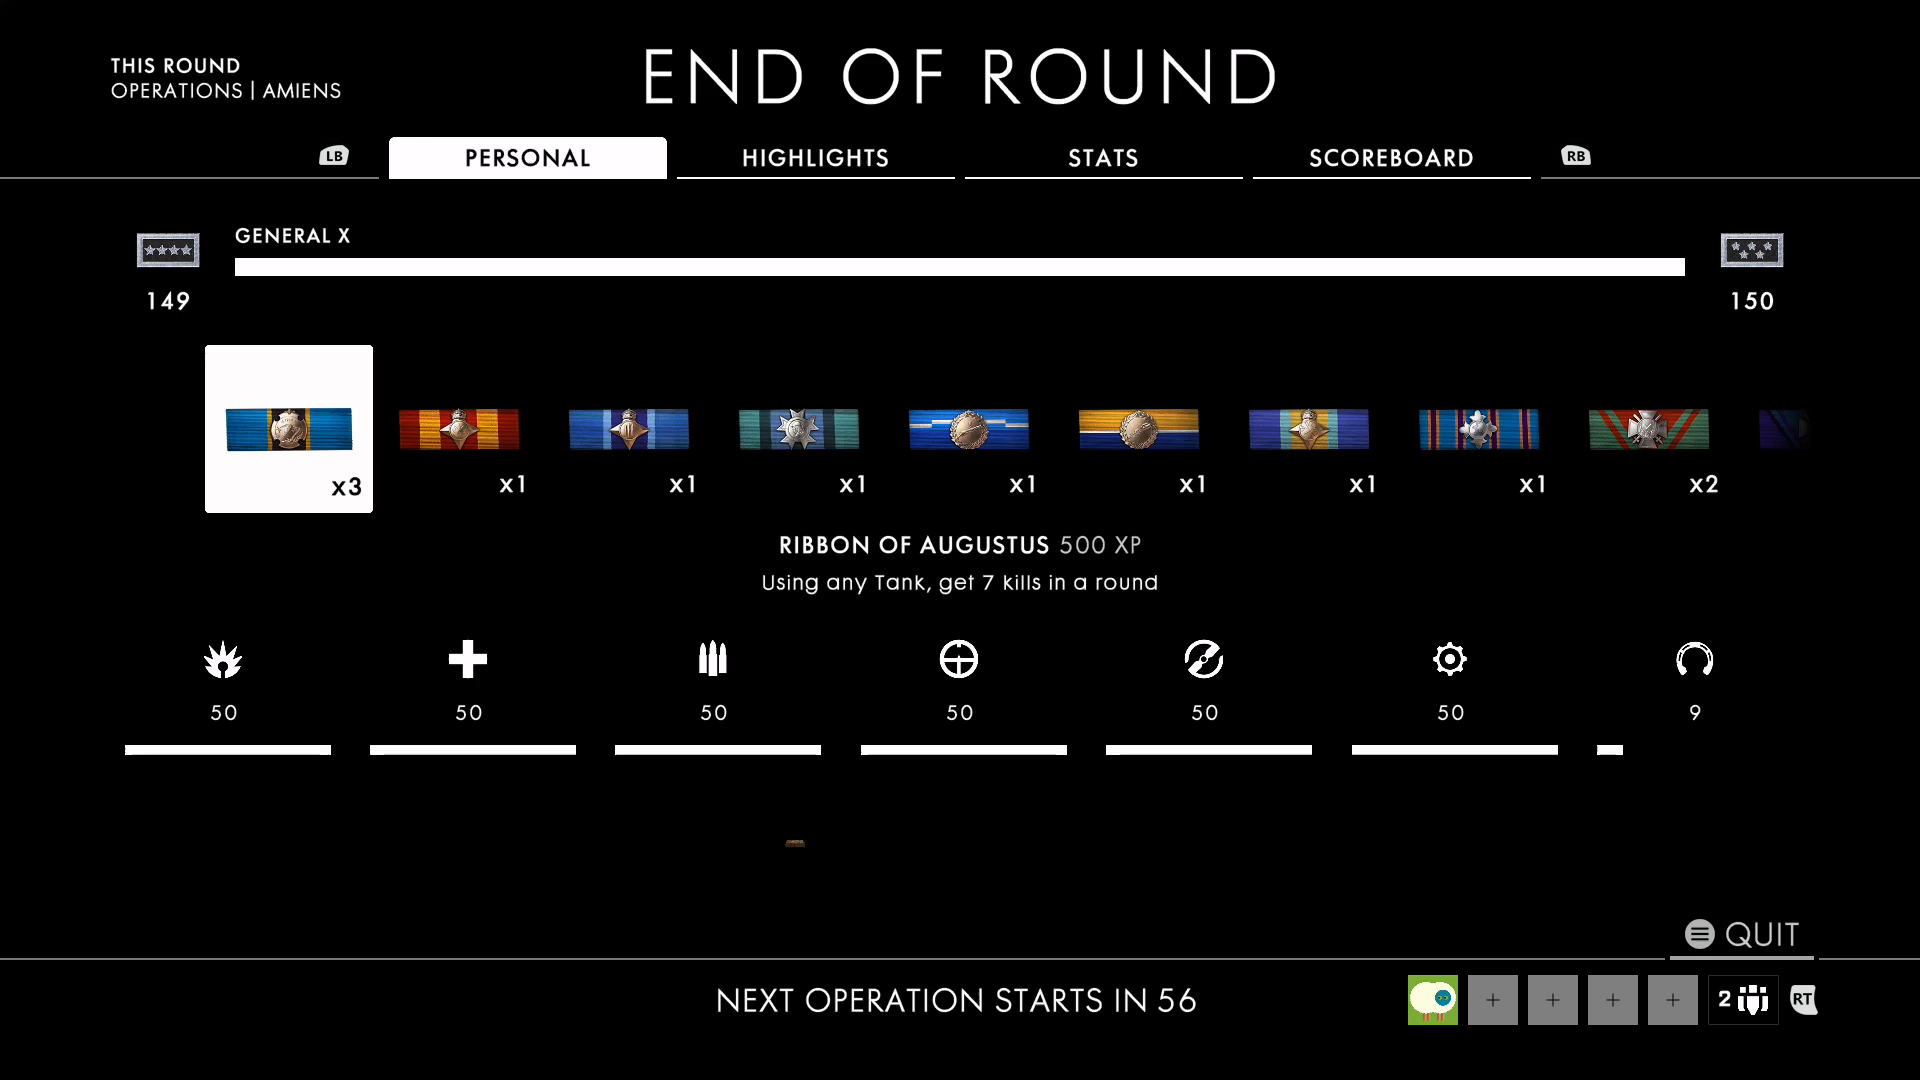 THIS ROUND
OPERATIONS | AMIENS
END OF ROUND
LB
PERSONAL
HIGHLIGHTS
STATS
SCOREBOARD
RB
GENERAL X
149
150
x3
x1
x1
x1
x1
x1
x1
x1
x2
RIBBON OF AUGUSTUS 500 XP
Using any Tank, get 7 kills in a round
50
50
50
50
50
50
9
QUIT
NEXT OPERATION STARTS IN 56
+
+
+
+
2
RT